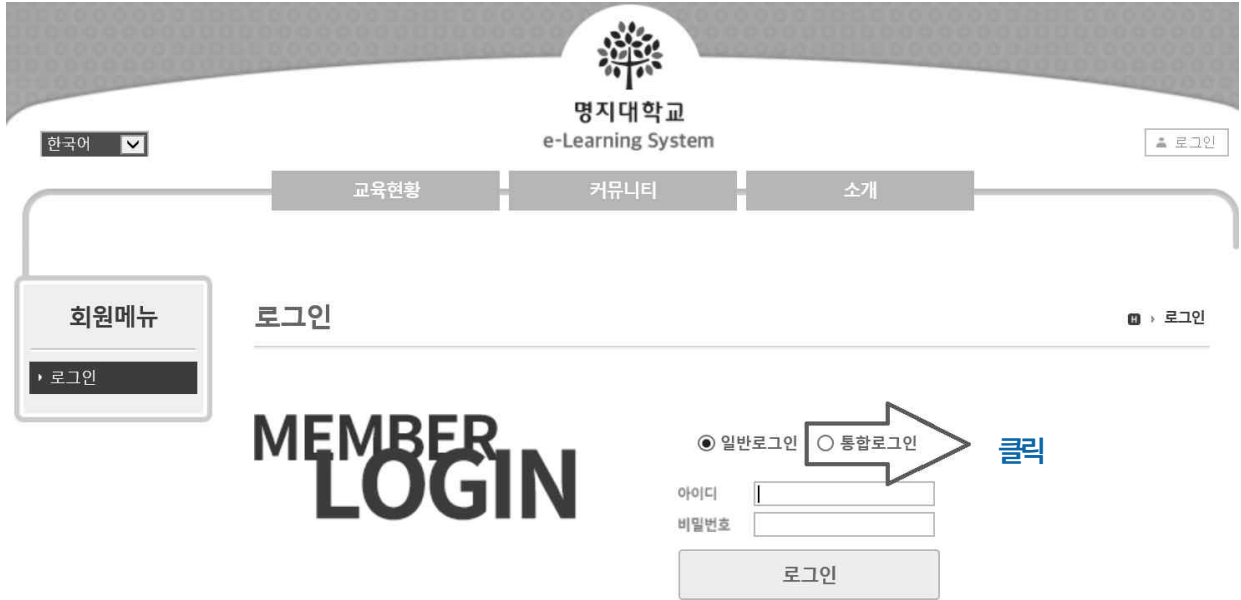 명지대학교
e-Learning System
한국어
로그인
교육현황 커뮤니티 소개
회원메뉴
로그인
로그인
H › 로그인
MEMBER
LOGIN
일반로그인 통합로그인 클릭
아이디
비밀번호
로그인